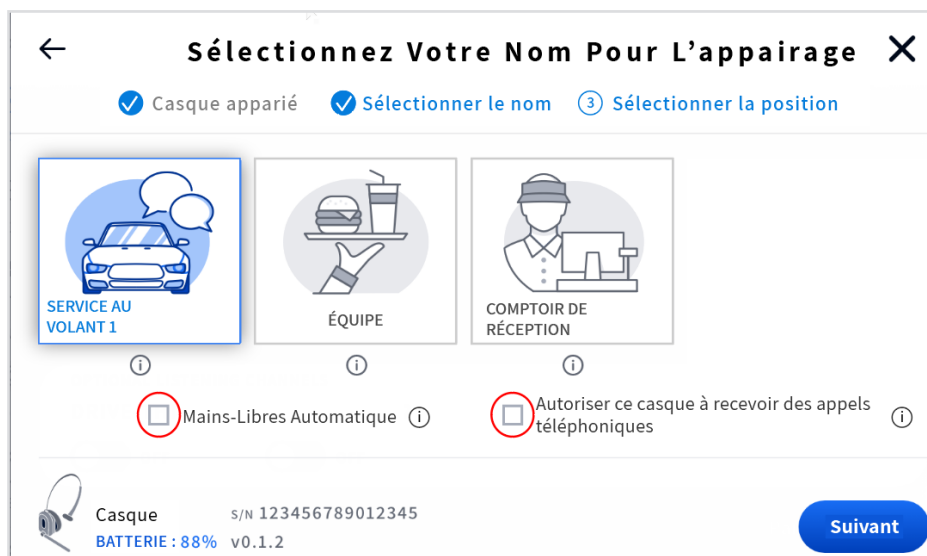 Sélectionnez Votre Nom Pour L'appairage
Casque apparié
Sélectionner le nom
3 Sélectionner la position
SERVICE AU
VOLANT 1
ÉQUIPE
COMPTOIR DE
RÉCEPTION
Mains-Libres Automatique
Autoriser ce casque à recevoir des appels
téléphoniques
Casque
S/N 123456789012345
BATTERIE : 88%
v0.1.2
Suivant